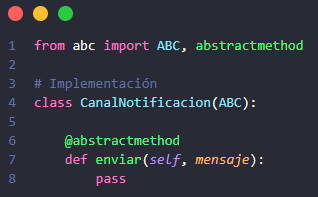 1 from abc import ABC, abstractmethod
2
3 # Implementación
4 class CanalNotificacion(ABC):
5
6     @abstractmethod
7     def enviar(self, mensaje):
8         pass